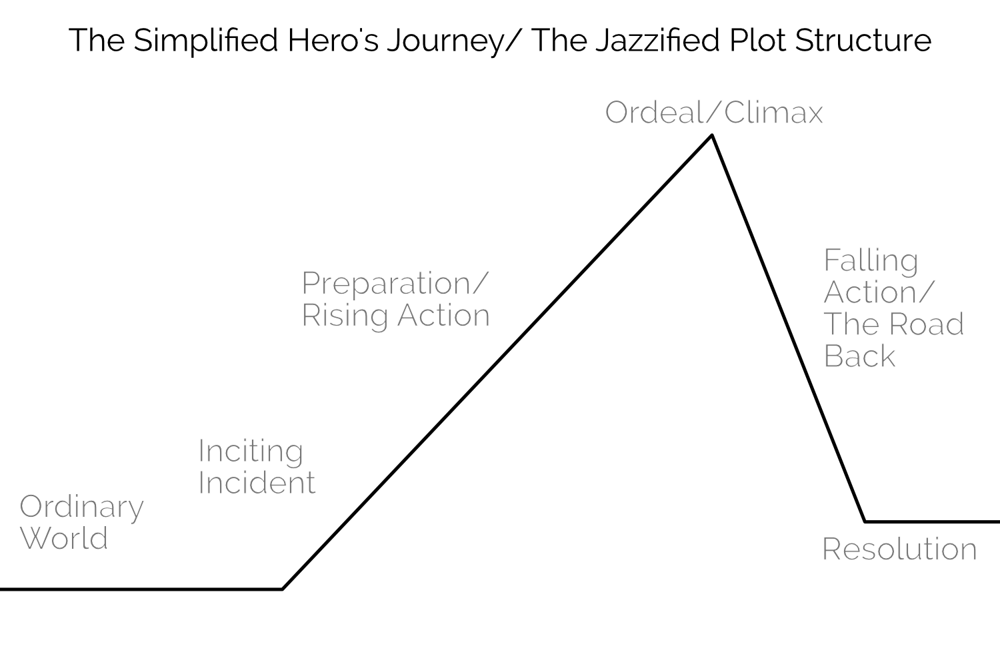 The Simplified Hero's Journey/ The Jazzified Plot Structure
Ordeal/Climax
Falling
Action/
The Road
Back
Preparation/
Rising Action
Inciting
Incident
Ordinary
World
Resolution